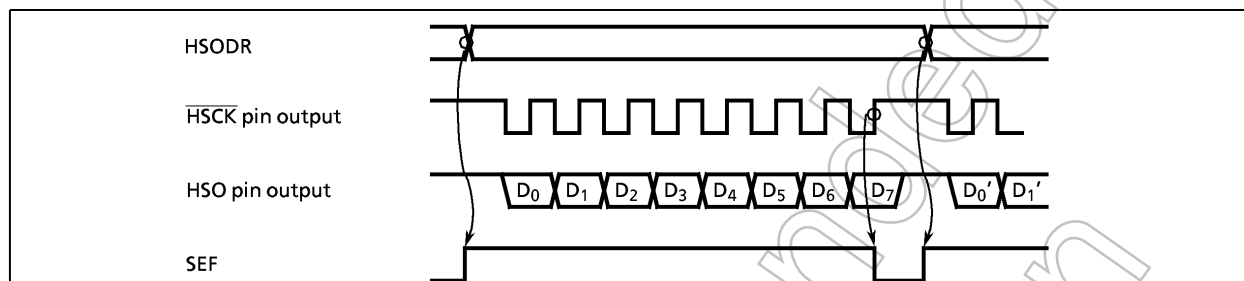 HSODR
HSCK pin output
HSO pin output
D0 D1 D2 D3 D4 D5 D6 D7 D0' D1'
SEF